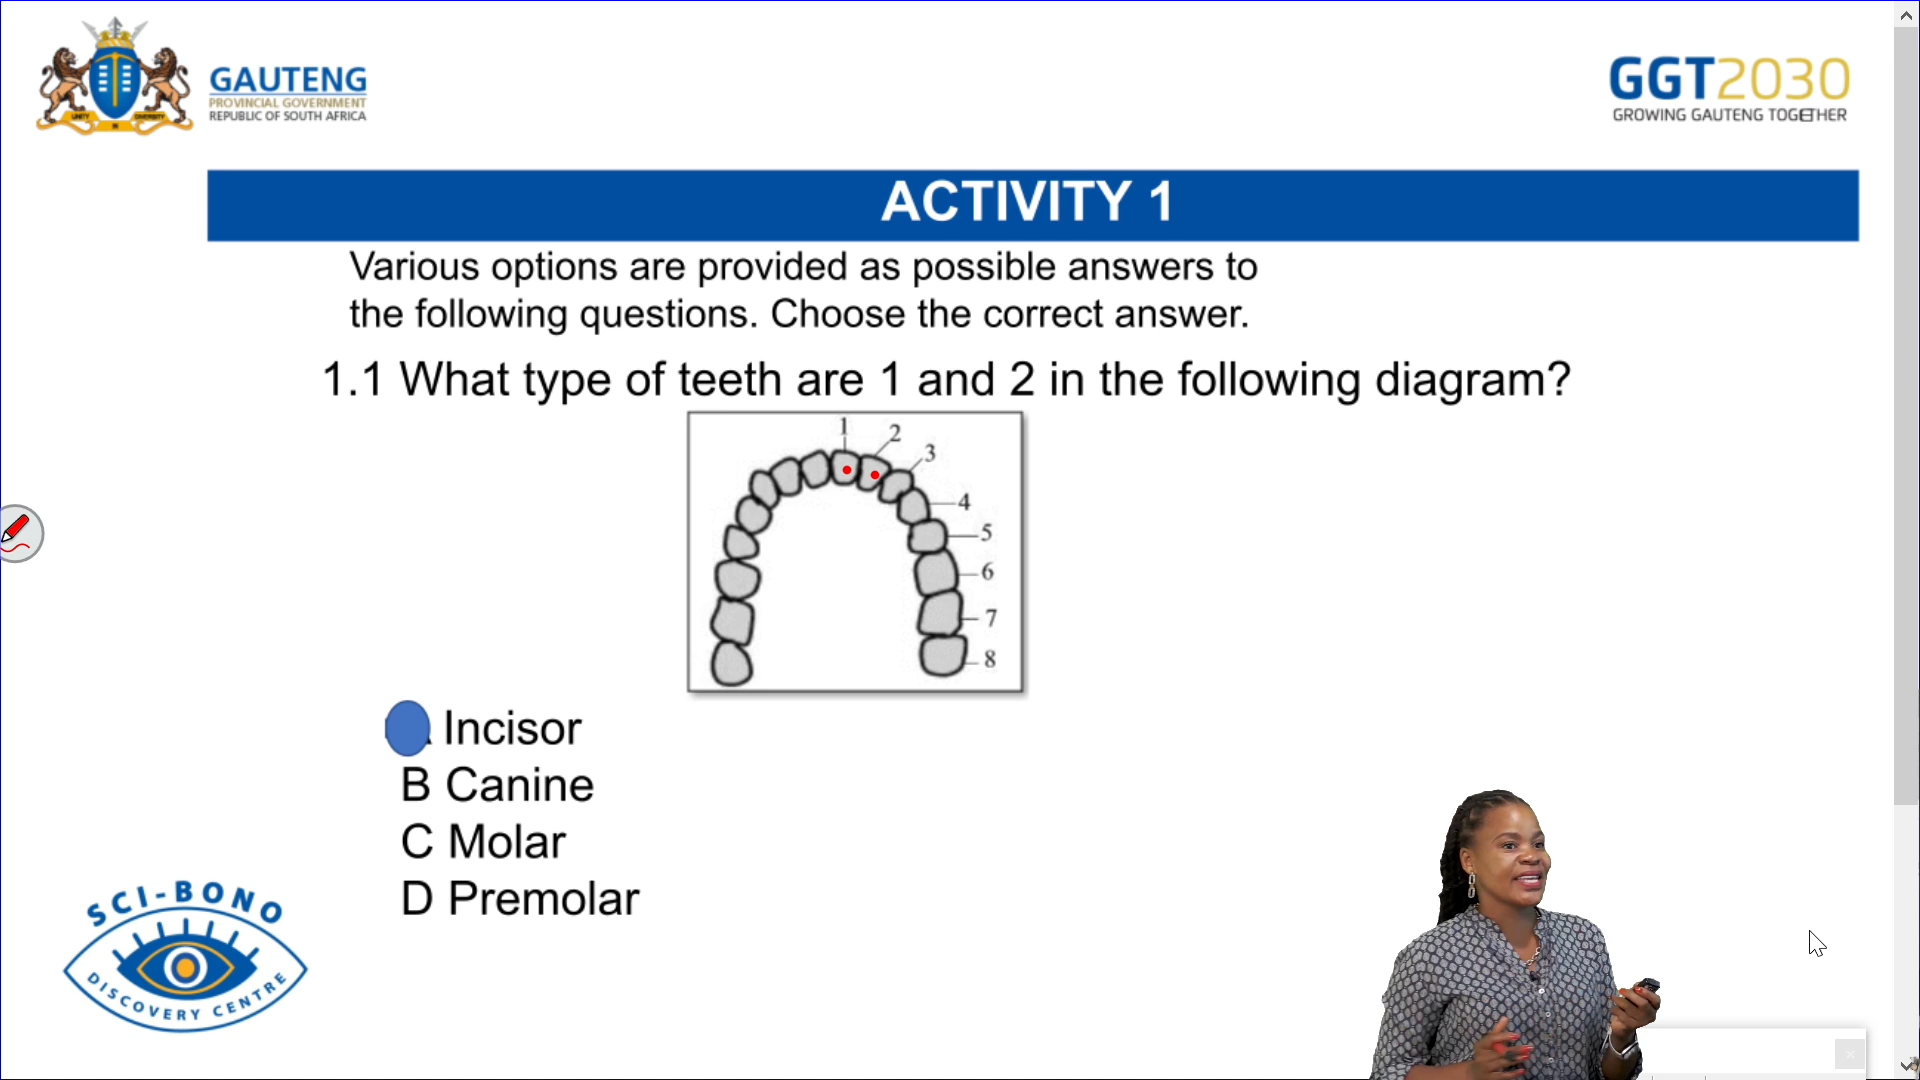 GAUTENG
PROVINCIAL GOVERNMENT
REPUBLIC OF SOUTH AFRICA
UNITY IN DIVERSITY
GGT2030
GROWING GAUTENG TOGETHER
ACTIVITY 1
Various options are provided as possible answers to
the following questions. Choose the correct answer.
1.1 What type of teeth are 1 and 2 in the following diagram?
1
2
3
4
5
6
7
8
Incisor
B Canine
C Molar
D Premolar
SCI-BONO
DISCOVERY CENTRE